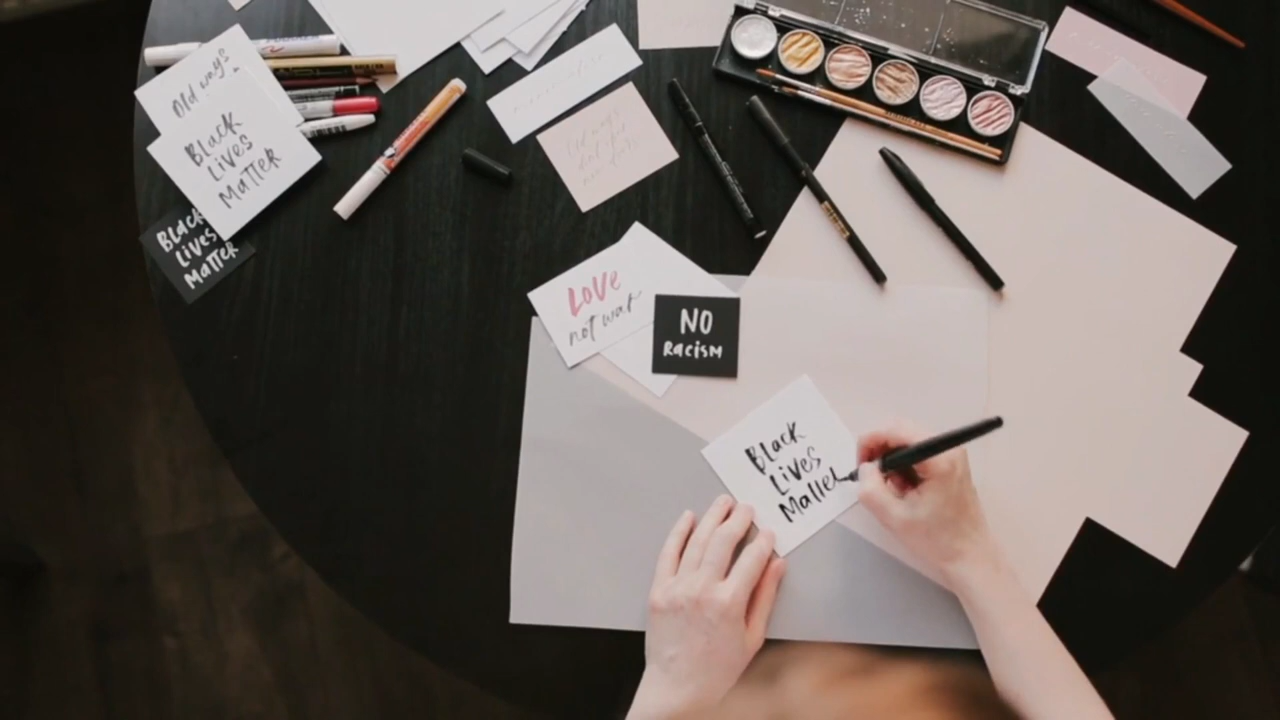 Old ways
Black
Lives
Matter
Black
Lives
Matter
LOVE
not war
NO
Racism
Black
Lives
Matter